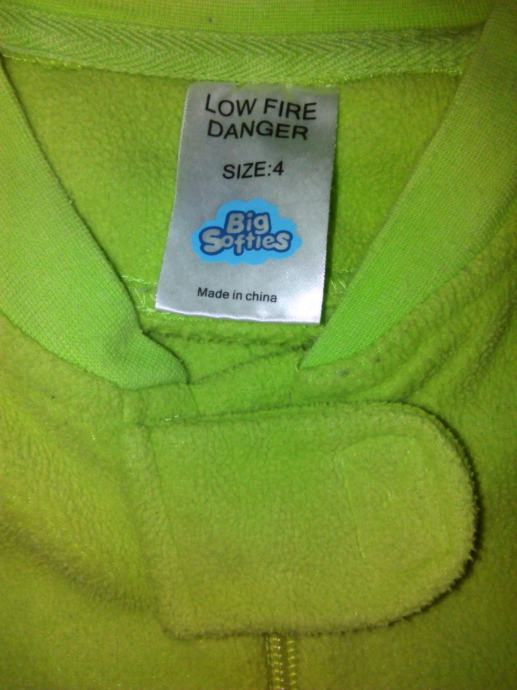 LOW FIRE
DANGER
SIZE:4
Big
Softies
Made in china